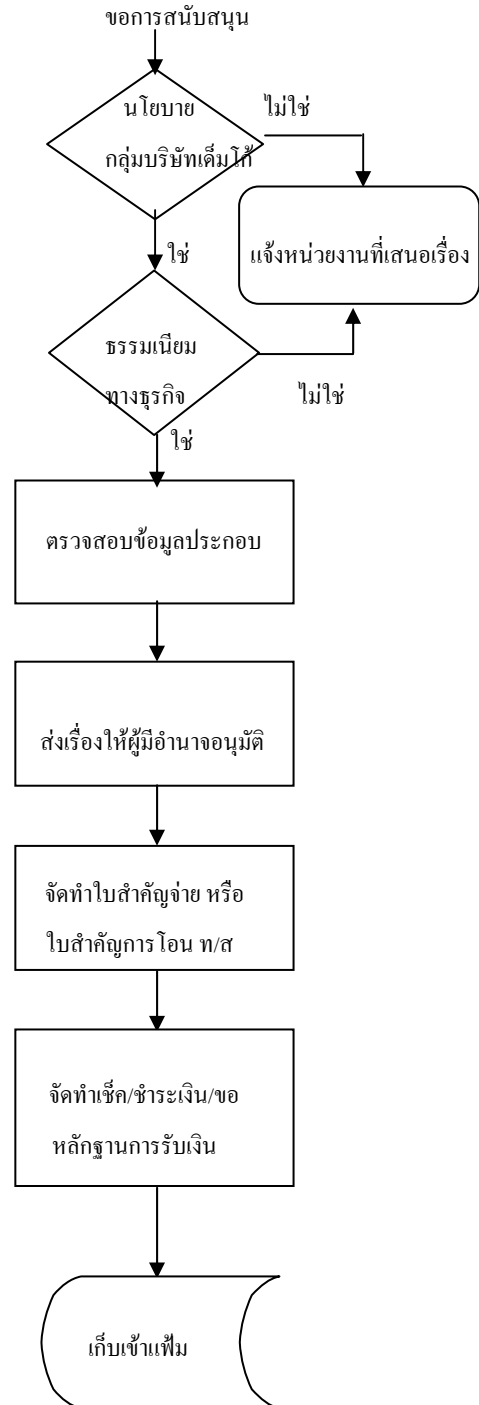 ขอการสนับสนุน
นโยบาย
กลุ่มบริษัทเด็มโก้
ไม่ใช่
แจ้งหน่วยงานที่เสนอเรื่อง
ใช่
ธรรมเนียม
ทางธุรกิจ
ไม่ใช่
ใช่
ตรวจสอบข้อมูลประกอบ
ส่งเรื่องให้ผู้มีอำนาจอนุมัติ
จัดทำใบสำคัญจ่าย หรือ
ใบสำคัญการโอน ท/ส
จัดทำเช็ค/ชำระเงิน/ขอ
หลักฐานการรับเงิน
เก็บเข้าแฟ้ม